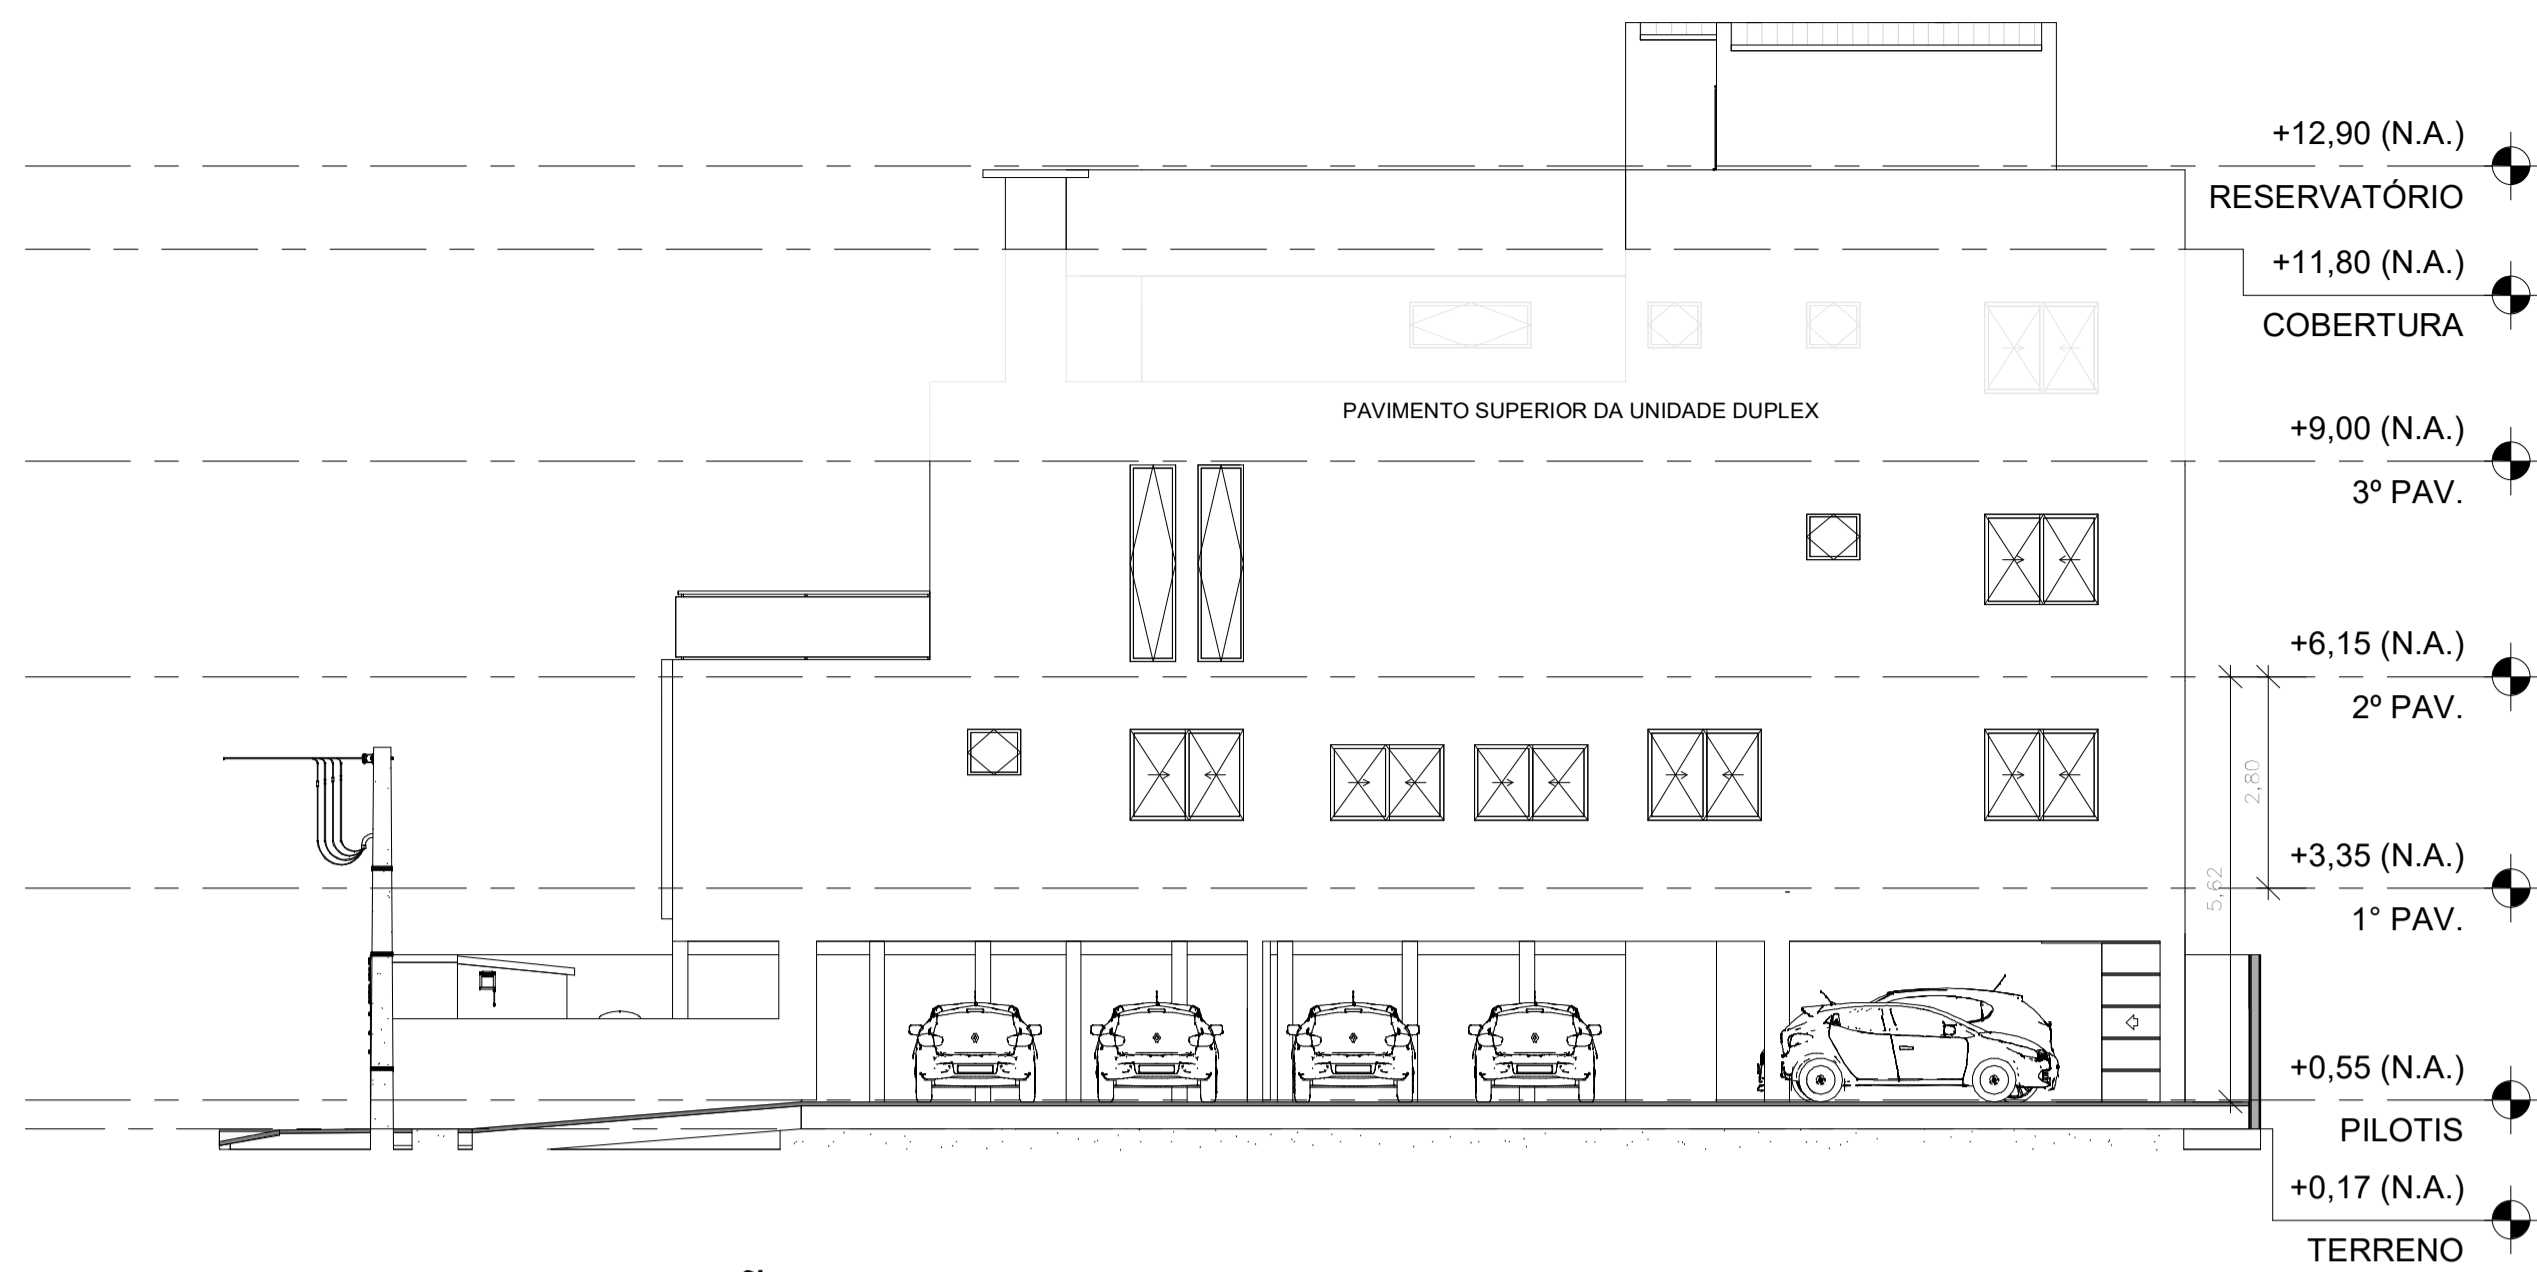 +12,90 (N.A.)
RESERVATÓRIO
+11,80 (N.A.)
COBERTURA
PAVIMENTO SUPERIOR DA UNIDADE DUPLEX
+9,00 (N.A.)
3º PAV.
+6,15 (N.A.)
2º PAV.
2,80
+3,35 (N.A.)
5,62
1° PAV.
+0,55 (N.A.)
PILOTIS
+0,17 (N.A.)
TERRENO